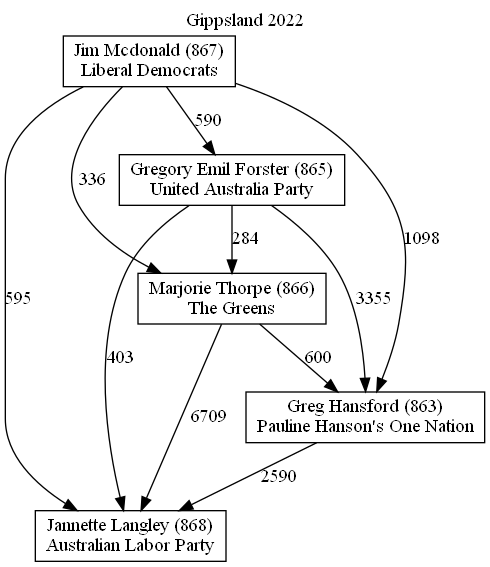 Gippsland 2022
Jim Mcdonald (867)
Liberal Democrats
590
Gregory Emil Forster (865)
United Australia Party
336
284
1098
Marjorie Thorpe (866)
The Greens
595
3355
403
600
6709
Greg Hansford (863)
Pauline Hanson's One Nation
2590
Jannette Langley (868)
Australian Labor Party